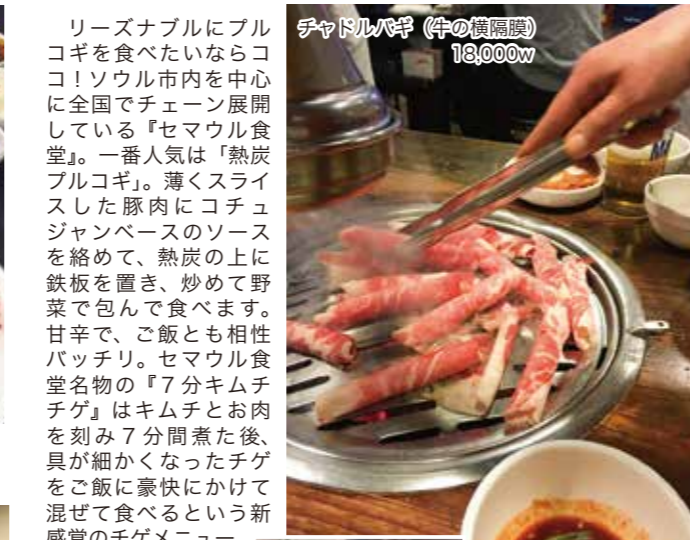 リーズナブルにプル
コギを食べたいならコ
コ！ソウル市内を中心
に全国でチェーン展開
している『セマウル食
堂』。一番人気は「熱炭
プルコギ」。薄くスライ
スした豚肉にコチュ
ジャンベースのソース
を絡めて、熱炭の上に
鉄板を置き、炒めて野
菜で包んで食べます。
甘辛で、ご飯とも相性
バッチリ。セマウル食
堂名物の『７分キムチ
チゲ』はキムチとお肉
を刻み７分間煮た後、
具が細かくなったチゲ
をご飯に豪快にかけて
混ぜて食べるという新
感覚のチゲメニュー。
チャドルバギ（牛の横隔膜）
18,000w